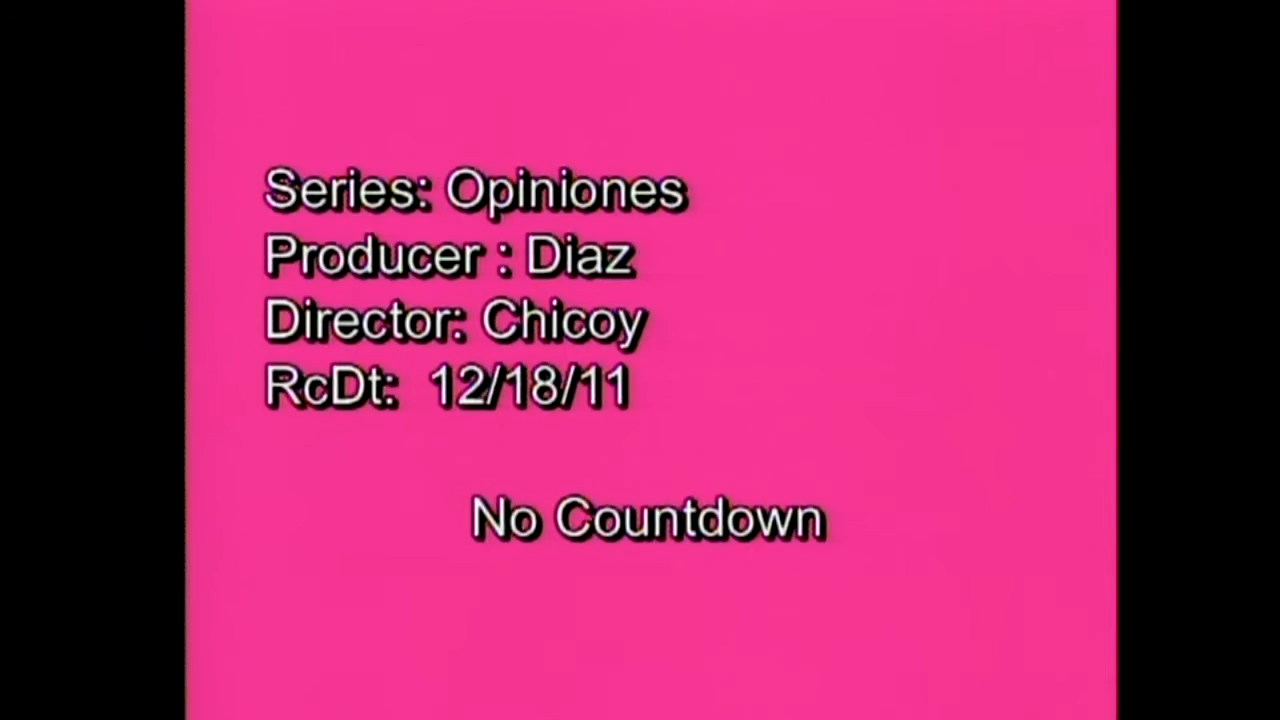 Series: Opiniones
Producer : Diaz
Director: Chicoy
RcDt: 12/18/11
No Countdown